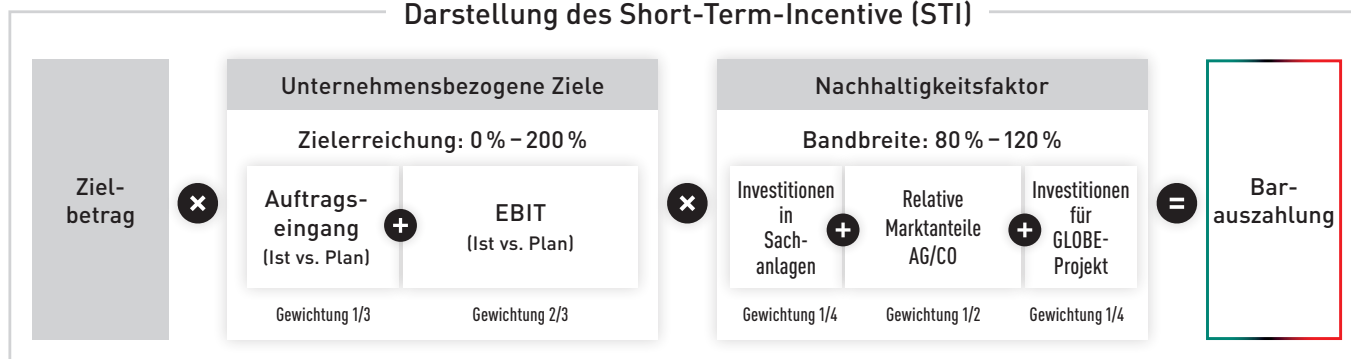 Darstellung des Short-Term-Incentive (STI)
Ziel-
betrag
×
Unternehmensbezogene Ziele
Zielerreichung: 0 % – 200 %
Auftrags-
eingang
(Ist vs. Plan)
+
EBIT
(Ist vs. Plan)
Gewichtung 1/3
Gewichtung 2/3
×
Nachhaltigkeitsfaktor
Bandbreite: 80 % – 120 %
Investitionen
in
Sach-
anlagen
+
Relative
Marktanteile
AG/CO
+
Investitionen
für
GLOBE-
Projekt
Gewichtung 1/4
Gewichtung 1/2
Gewichtung 1/4
=
Bar-
auszahlung